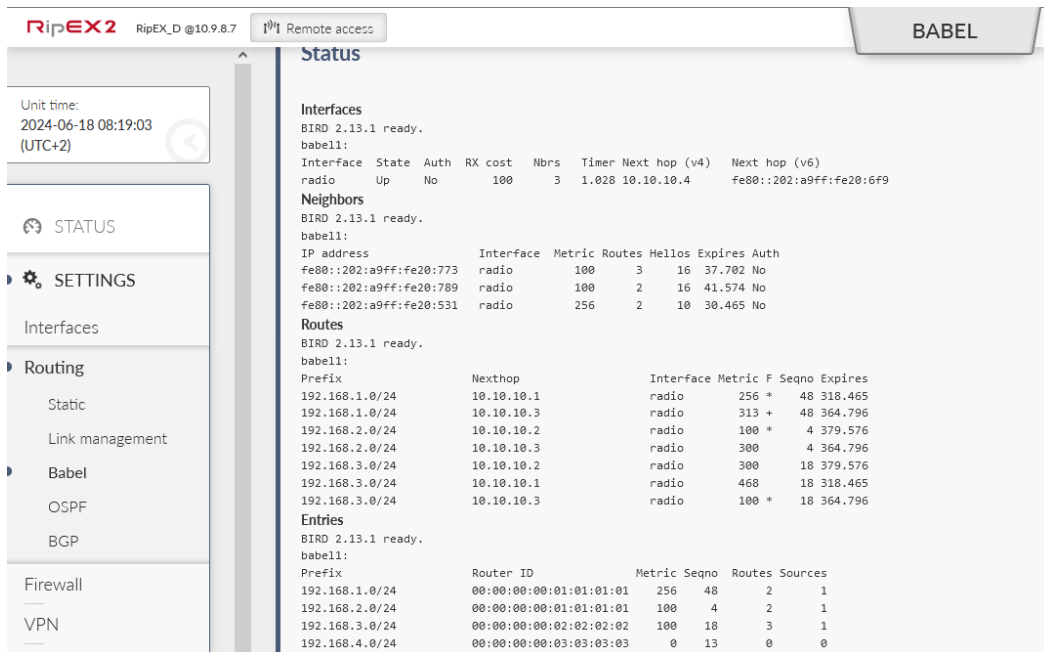 RipEX2 RipEX_D @10.9.8.7 Remote access
BABEL
Unit time:
2024-06-18 08:19:03
(UTC+2)
STATUS
SETTINGS
Interfaces
Routing
Static
Link management
Babel
OSPF
BGP
Firewall
VPN
Status
Interfaces
BIRD 2.13.1 ready.
babel1:
Interface State Auth RX cost Nbrs Timer Next hop (v4) Next hop (v6)
radio Up No 100 3 1.028 10.10.10.4 fe80::202:a9ff:fe20:6f9
Neighbors
BIRD 2.13.1 ready.
babel1:
IP address Interface Metric Routes Hellos Expires Auth
fe80::202:a9ff:fe20:773 radio 100 3 16 37.702 No
fe80::202:a9ff:fe20:789 radio 100 2 16 41.574 No
fe80::202:a9ff:fe20:531 radio 256 2 10 30.465 No
Routes
BIRD 2.13.1 ready.
babel1:
Prefix Nexthop Interface Metric F Seqno Expires
192.168.1.0/24 10.10.10.1 radio 256 * 48 318.465
192.168.1.0/24 10.10.10.3 radio 313 + 48 364.796
192.168.2.0/24 10.10.10.2 radio 100 * 4 379.576
192.168.2.0/24 10.10.10.3 radio 300 4 364.796
192.168.3.0/24 10.10.10.2 radio 300 18 379.576
192.168.3.0/24 10.10.10.1 radio 468 18 318.465
192.168.3.0/24 10.10.10.3 radio 100 * 18 364.796
Entries
BIRD 2.13.1 ready.
babel1:
Prefix Router ID Metric Seqno Routes Sources
192.168.1.0/24 00:00:00:00:01:01:01:01 256 48 2 1
192.168.2.0/24 00:00:00:00:01:01:01:01 100 4 2 1
192.168.3.0/24 00:00:00:00:02:02:02:02 100 18 3 1
192.168.4.0/24 00:00:00:00:03:03:03:03 0 13 0 0